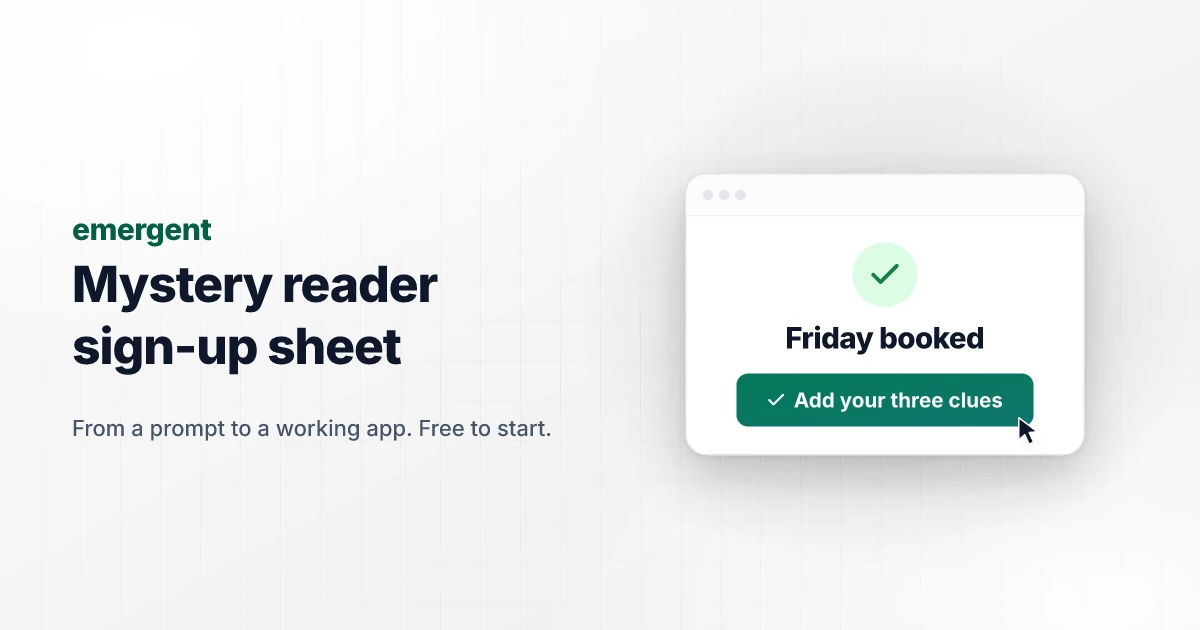 emergent
Mystery reader
sign-up sheet
From a prompt to a working app. Free to start.
Friday booked
Add your three clues